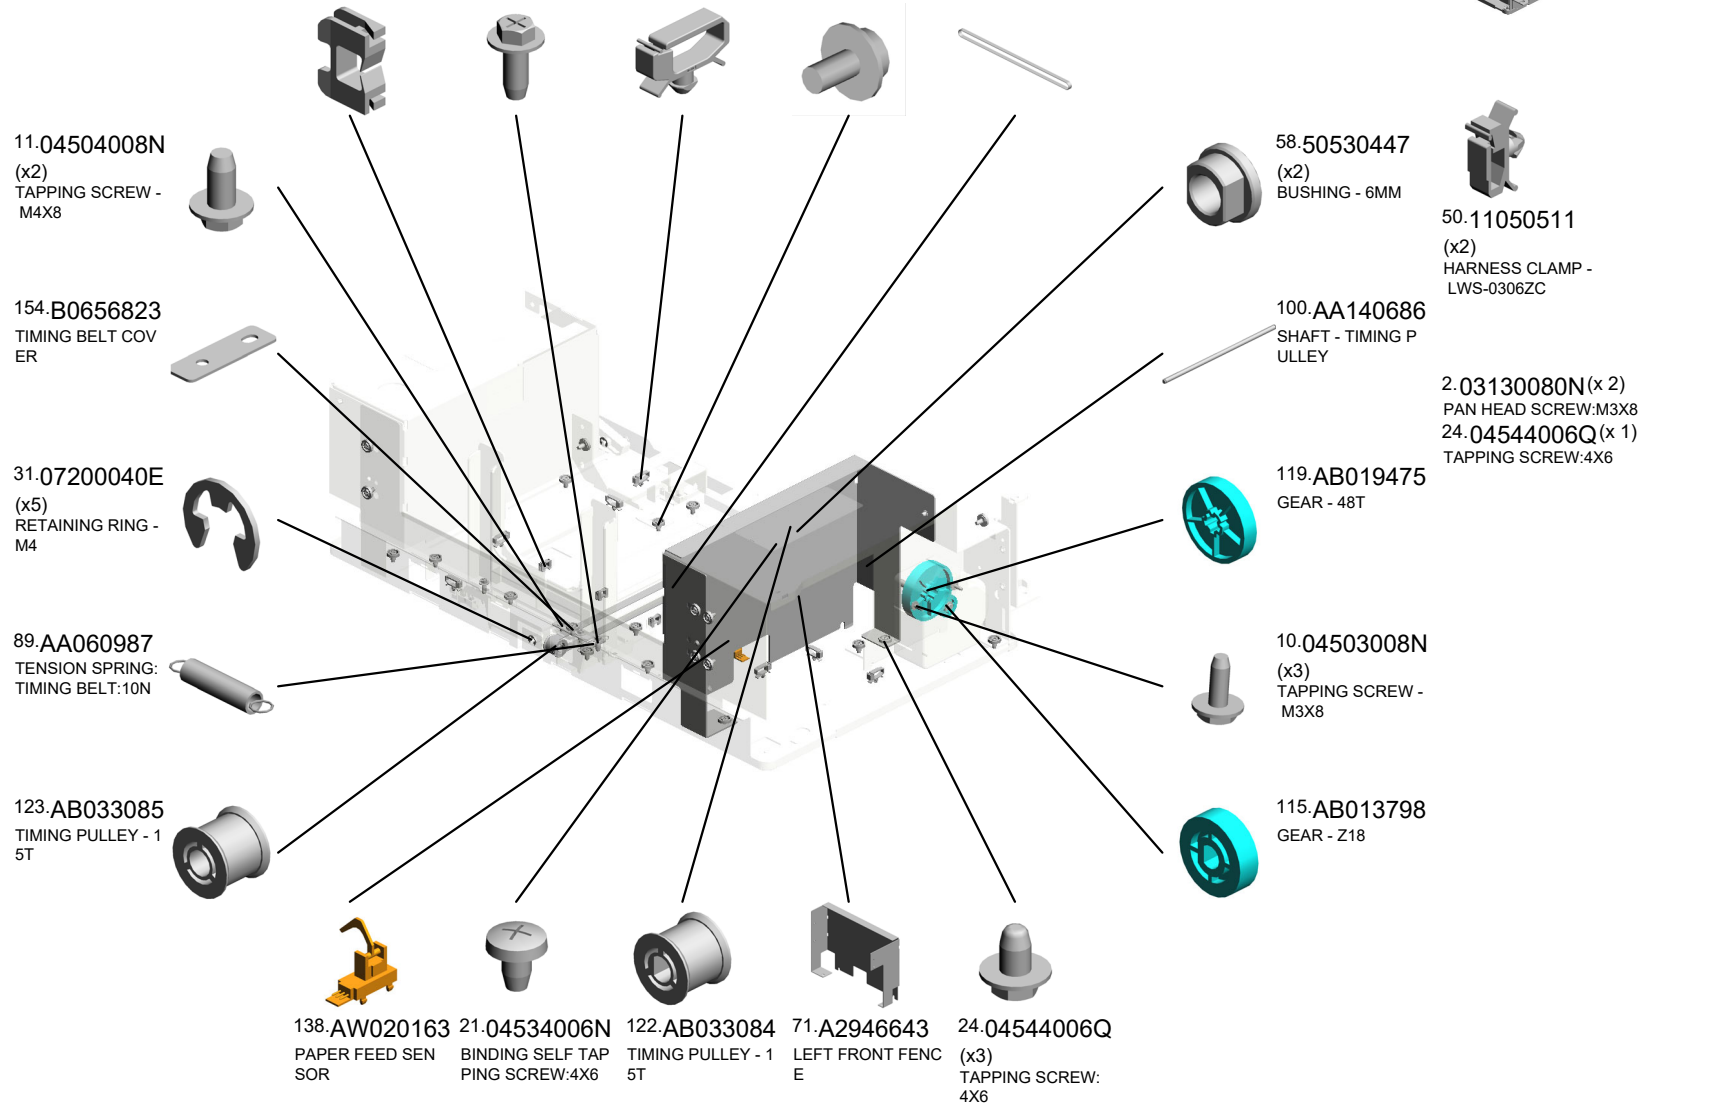 11.04504008N
(x2)
TAPPING SCREW -
M4X8
154.B0656823
TIMING BELT COV
ER
31.07200040E
(x5)
RETAINING RING -
M4
89.AA060987
TENSION SPRING:
TIMING BELT:10N
123.AB033085
TIMING PULLEY - 1
5T
138.AW020163
PAPER FEED SEN
SOR
21.04534006N
BINDING SELF TAP
PING SCREW:4X6
122.AB033084
TIMING PULLEY - 1
5T
71.A2946643
LEFT FRONT FENC
E
24.04544006Q
(x3)
TAPPING SCREW:
4X6
58.50530447
(x2)
BUSHING - 6MM
100.AA140686
SHAFT - TIMING P
ULLEY
119.AB019475
GEAR - 48T
10.04503008N
(x3)
TAPPING SCREW -
M3X8
115.AB013798
GEAR - Z18
50.11050511
(x2)
HARNESS CLAMP -
LWS-0306ZC
2.03130080N(x 2)
PAN HEAD SCREW:M3X8
24.04544006Q(x 1)
TAPPING SCREW:4X6